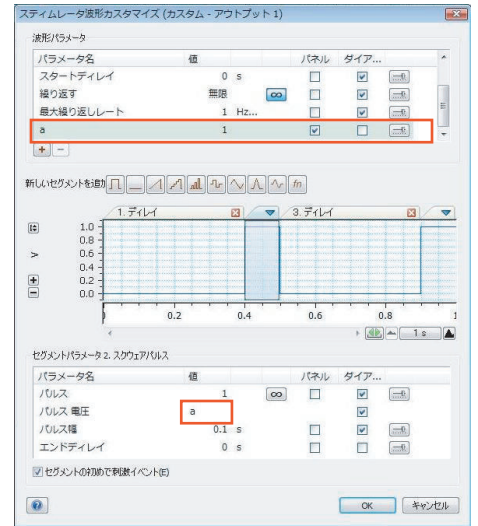 スティムレータ波形カスタマイズ (カスタム - アウトプット 1)
波形パラメータ
パラメータ名 値 パネル ダイア...
スタートディレイ 0 s
繰り返す 無限 ∞
最大繰り返しレート 1 Hz...
a 1
+ -
新しいセグメントを追加 fn
1. ディレイ 3. ディレイ
1.0
0.8
V 0.6
0.4
0.2
0.0
0.2 0.4 0.6 0.8 1
1 s
セグメントパラメータ 2. スクウェアパルス
パラメータ名 値 パネル ダイア...
パルス 1 ∞
パルス 電圧 a
パルス幅 0.1 s
エンドディレイ 0 s
セグメントの初めで刺激イベント(E)
? OK キャンセル